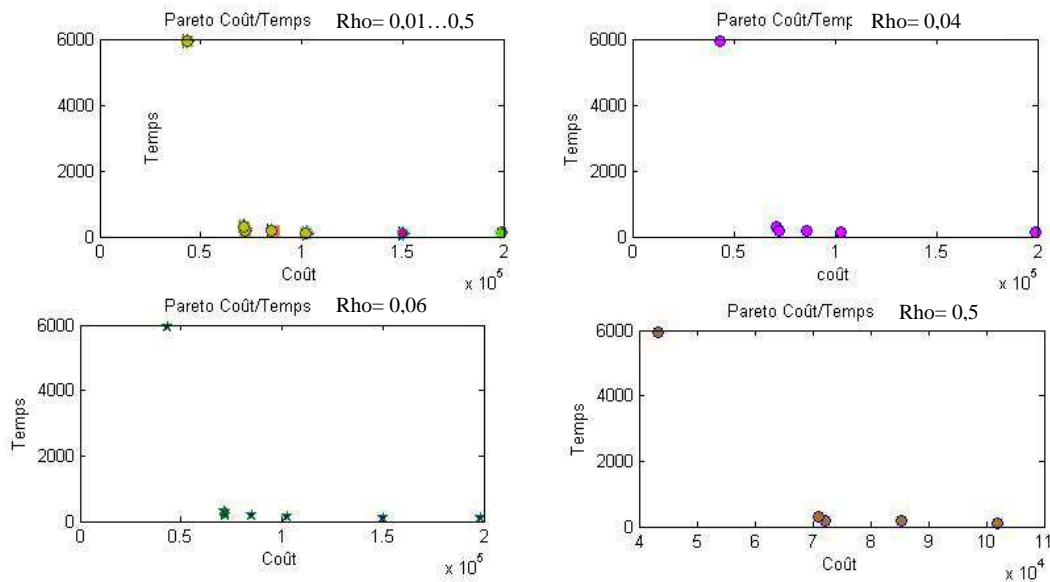 Pareto Coût/Temps Rho= 0,01…0,5
6000
4000
2000
0
Temps
0 0.5 1 1.5 2
Coût
x 10^5
Pareto Coût/Temp Rho= 0,04
6000
4000
2000
0
Temps
0 0.5 1 1.5 2
coût
x 10^5
Pareto Coût/Temps Rho= 0,06
6000
4000
2000
0
Temps
0 0.5 1 1.5 2
Coût
x 10^5
Pareto Coût/Temps Rho= 0,5
6000
4000
2000
0
Temps
4 5 6 7 8 9 10 11
Coût
x 10^4